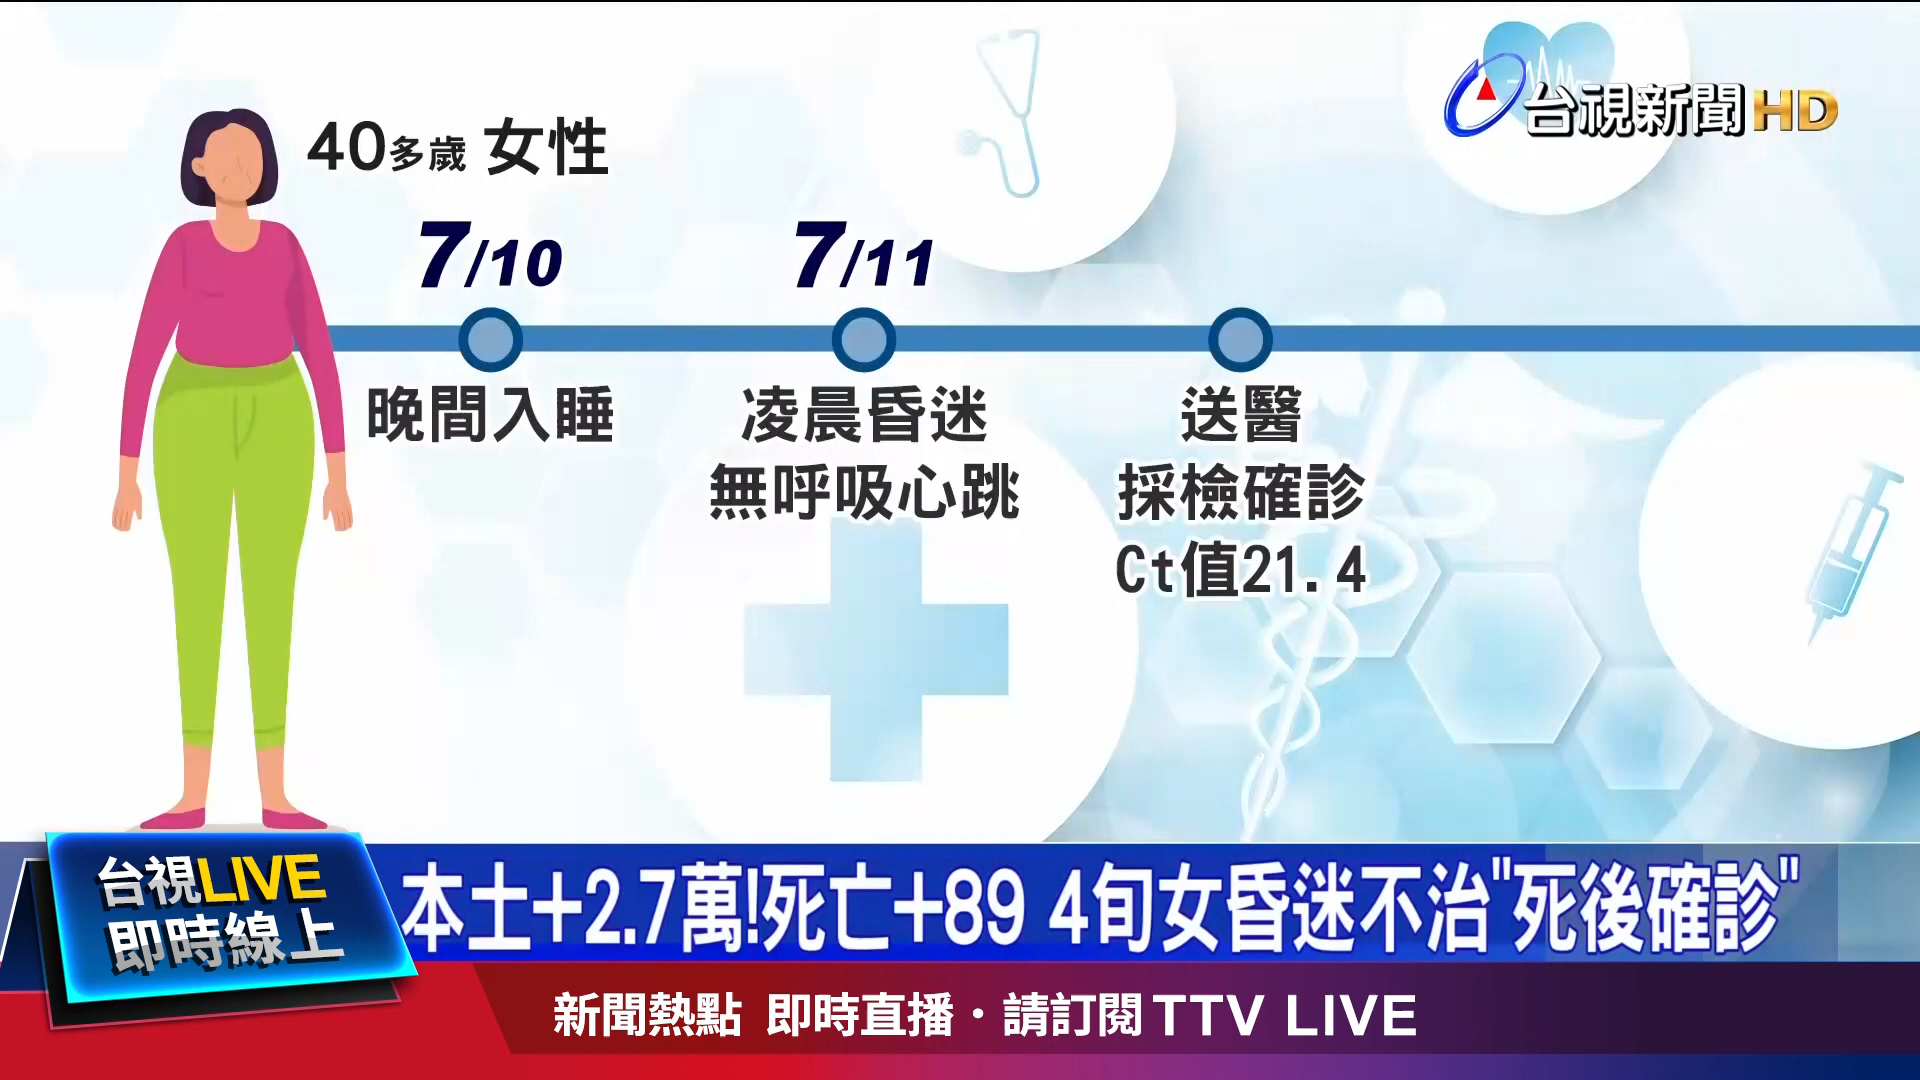 台視新聞HD
40多歲 女性
7/10
7/11
晚間入睡
凌晨昏迷
無呼吸心跳
送醫
採檢確診
Ct值21.4
台視LIVE
即時線上
本土+2.7萬!死亡+89 4旬女昏迷不治"死後確診"
新聞熱點 即時直播·請訂閱TTV LIVE